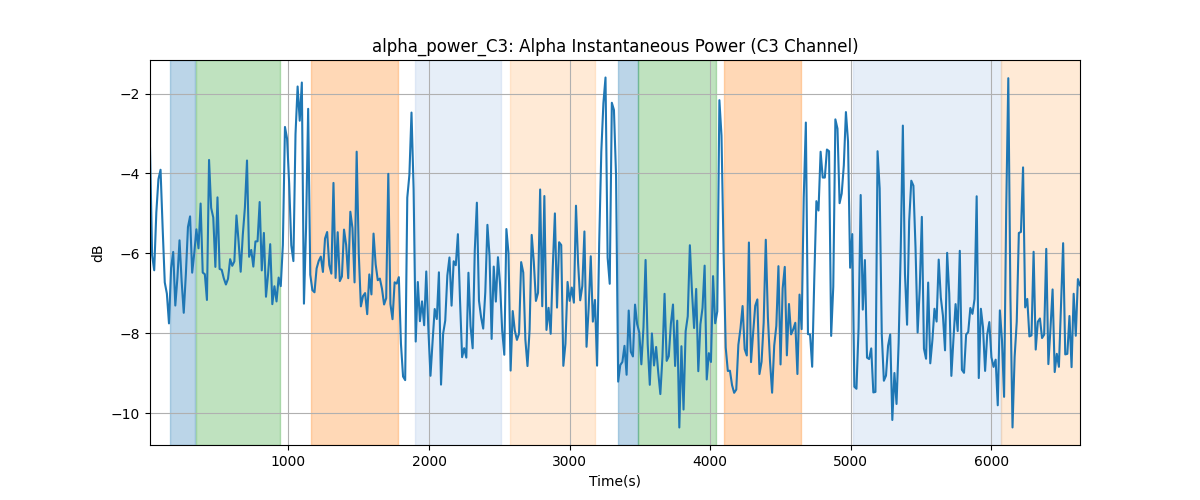 alpha_power_C3: Alpha Instantaneous Power (C3 Channel)
−2
−4
−6
−8
−10
dB
1000 2000 3000 4000 5000 6000
Time(s)